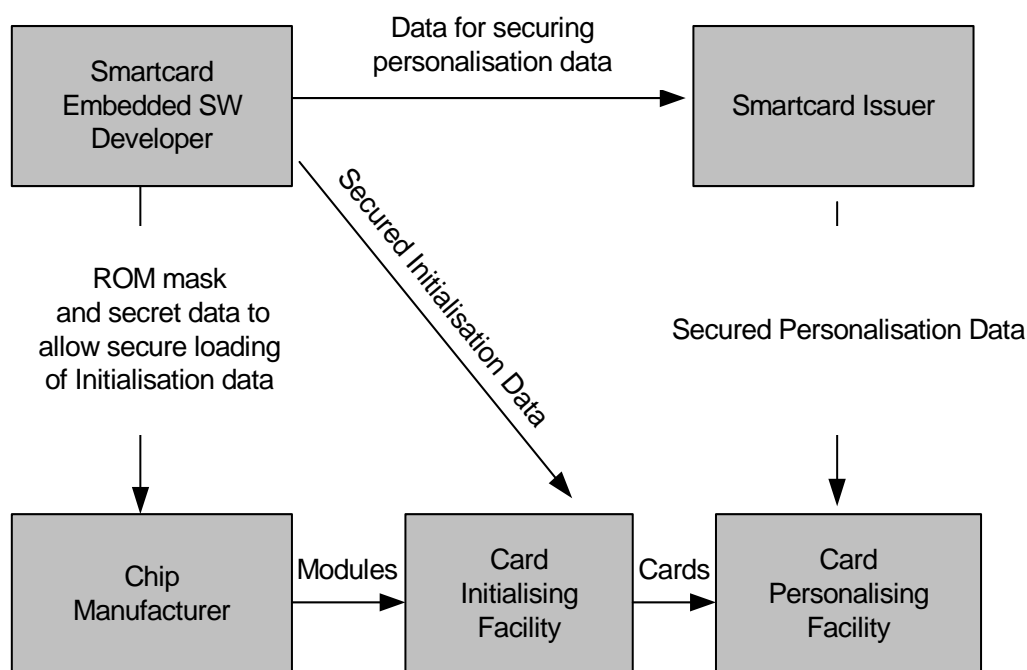 Smartcard
Embedded SW
Developer
Data for securing
personalisation data
Smartcard Issuer
Secured Initialisation Data
ROM mask
and secret data to
allow secure loading
of Initialisation data
Secured Personalisation Data
Chip
Manufacturer
Modules
Card
Initialising
Facility
Cards
Card
Personalising
Facility